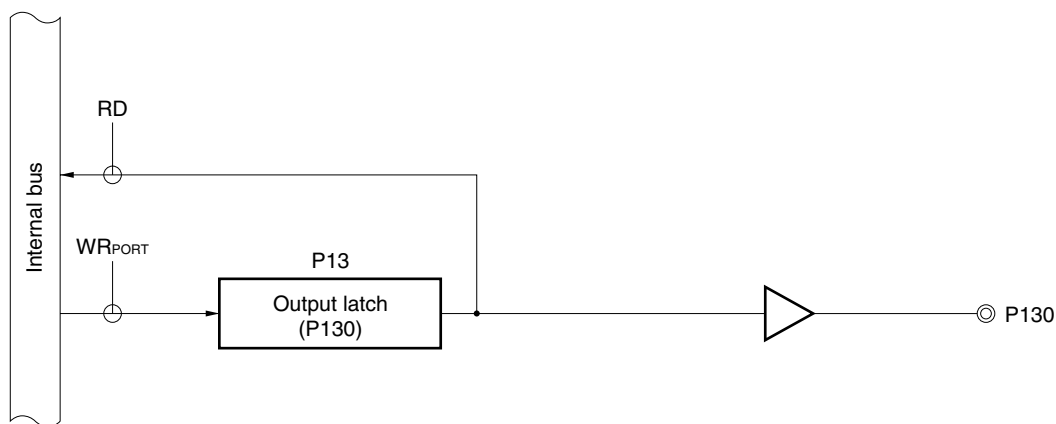 RD
Internal bus
WRPORT
P13
Output latch
(P130)
P130